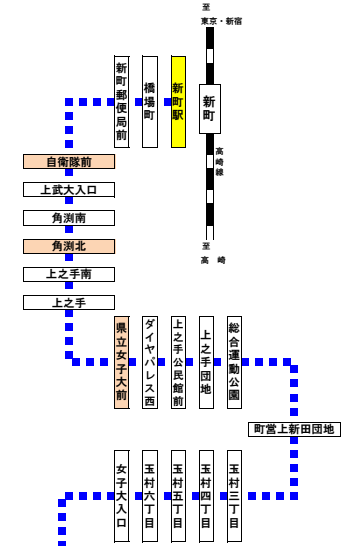 至
東京・新宿
新町
高崎線
至
高　崎
新町駅
橋場町
新町郵便局前
自衛隊前
上武大入口
角渕南
角渕北
上之手南
上之手
県立女子大前
ダイヤパレス西
上之手公民館前
上之手団地
総合運動公園
町営上新田団地
玉村三丁目
玉村四丁目
玉村五丁目
玉村六丁目
女子大入口